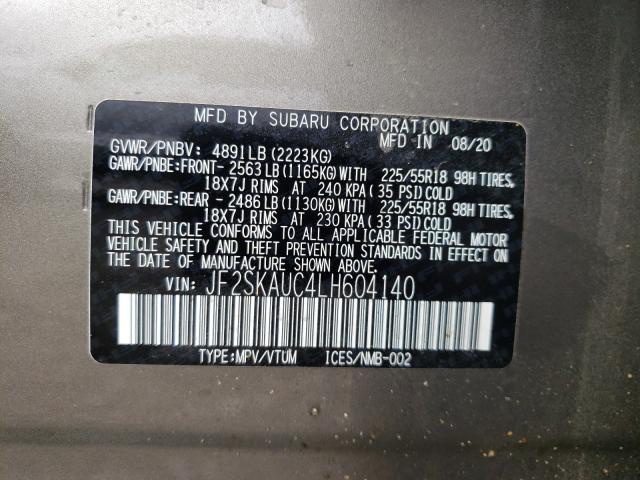 MFD BY SUBARU CORPORATION
MFD IN 08/20
GVWR/PNBV: 4891LB (2223KG)
GAWR/PNBE:FRONT- 2563LB (1165KG)WITH 225/55R18 98H TIRES,
18X7J RIMS AT 240 KPA (35 PSI)COLD
GAWR/PNBE:REAR - 2486LB (1130KG)WITH 225/55R18 98H TIRES,
18X7J RIMS AT 230 KPA (33 PSI)COLD
THIS VEHICLE CONFORMS TO ALL APPLICABLE FEDERAL MOTOR
VEHICLE SAFETY AND THEFT PREVENTION STANDARDS IN EFFECT ON
THE DATE OF MANUFACTURE SHOWN ABOVE.
VIN: JF2SKAUC4LH604140
TYPE:MPV/VTUM ICES/NMB-002